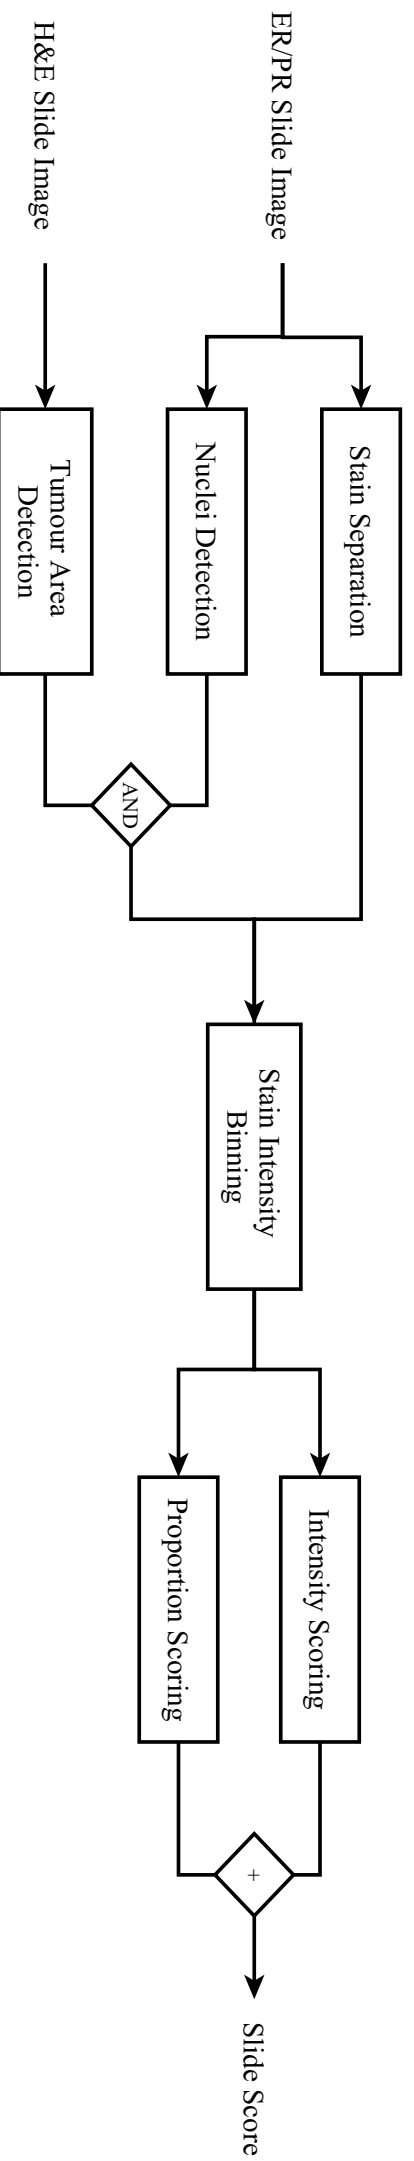 ER/PR Slide Image
H&E Slide Image
Stain Separation
Nuclei Detection
Tumour Area
Detection
AND
Stain Intensity
Binning
Intensity Scoring
Proportion Scoring
+
Slide Score